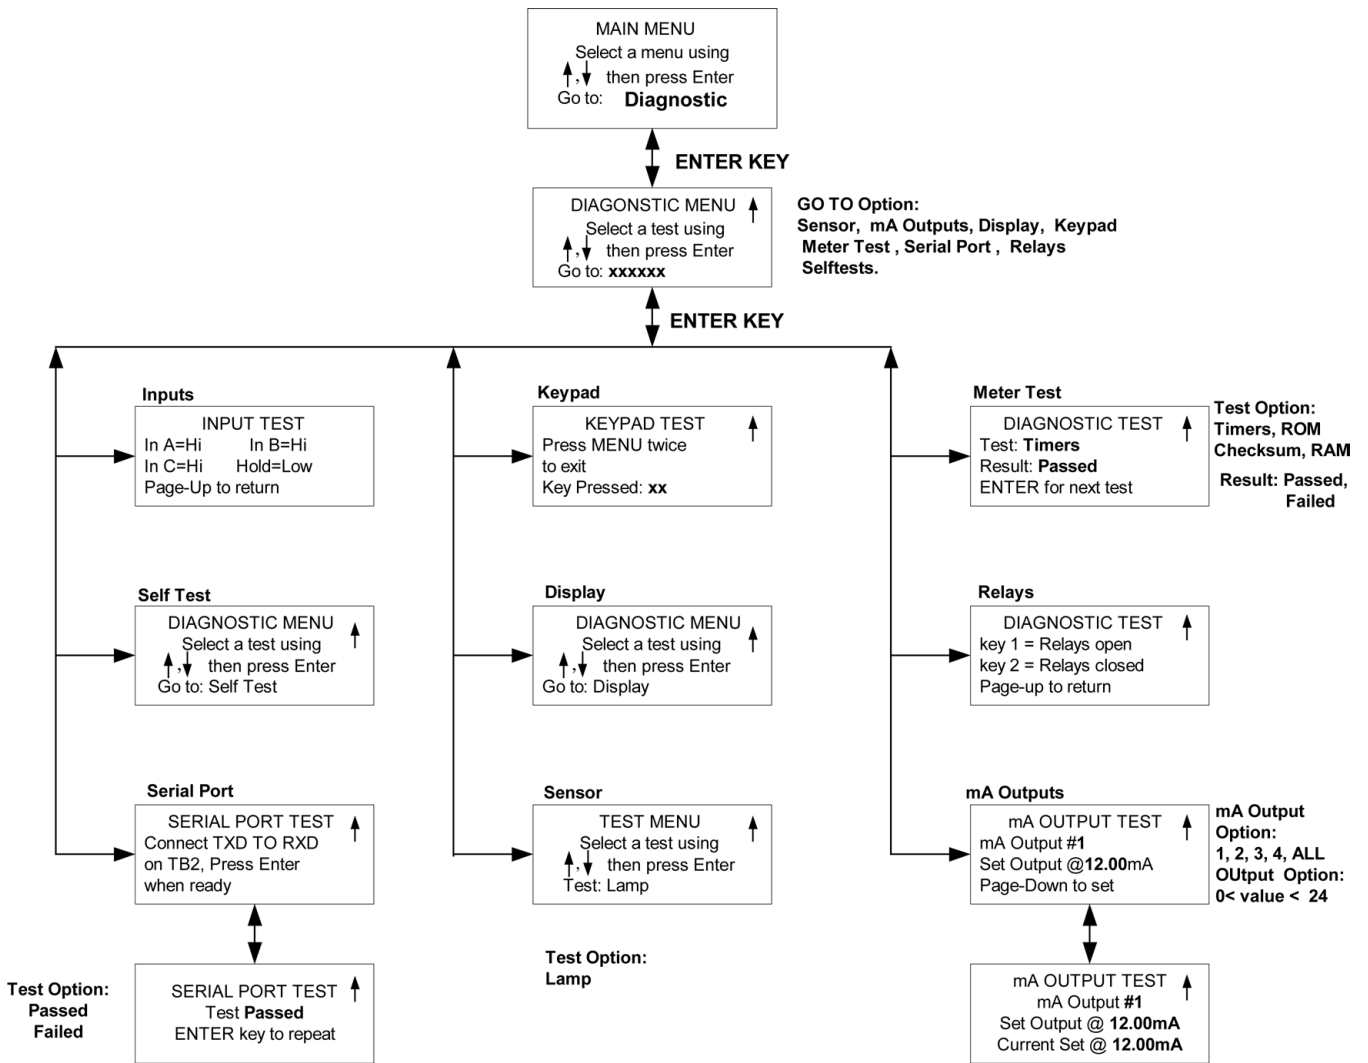 MAIN MENU
Select a menu using
↑,↓ then press Enter
Go to: Diagnostic
ENTER KEY
DIAGONSTIC MENU ↑
Select a test using
↑,↓ then press Enter
Go to: xxxxxx
GO TO Option:
Sensor, mA Outputs, Display, Keypad
Meter Test , Serial Port , Relays
Selftests.
ENTER KEY
Inputs
INPUT TEST
In A=Hi In B=Hi
In C=Hi Hold=Low
Page-Up to return
Keypad
KEYPAD TEST ↑
Press MENU twice
to exit
Key Pressed: xx
Meter Test
DIAGNOSTIC TEST ↑
Test: Timers
Result: Passed
ENTER for next test
Test Option:
Timers, ROM
Checksum, RAM
Result: Passed,
Failed
Self Test
DIAGNOSTIC MENU ↑
Select a test using
↑,↓ then press Enter
Go to: Self Test
Display
DIAGNOSTIC MENU ↑
Select a test using
↑,↓ then press Enter
Go to: Display
Relays
DIAGNOSTIC TEST ↑
key 1 = Relays open
key 2 = Relays closed
Page-up to return
Serial Port
SERIAL PORT TEST ↑
Connect TXD TO RXD
on TB2, Press Enter
when ready
Sensor
TEST MENU ↑
Select a test using
↑,↓ then press Enter
Test: Lamp
mA Outputs
mA OUTPUT TEST ↑
mA Output #1
Set Output @12.00mA
Page-Down to set
mA Output
Option:
1, 2, 3, 4, ALL
OUtput Option:
0< value < 24
Test Option:
Passed
Failed
SERIAL PORT TEST ↑
Test Passed
ENTER key to repeat
Test Option:
Lamp
mA OUTPUT TEST ↑
mA Output #1
Set Output @ 12.00mA
Current Set @ 12.00mA